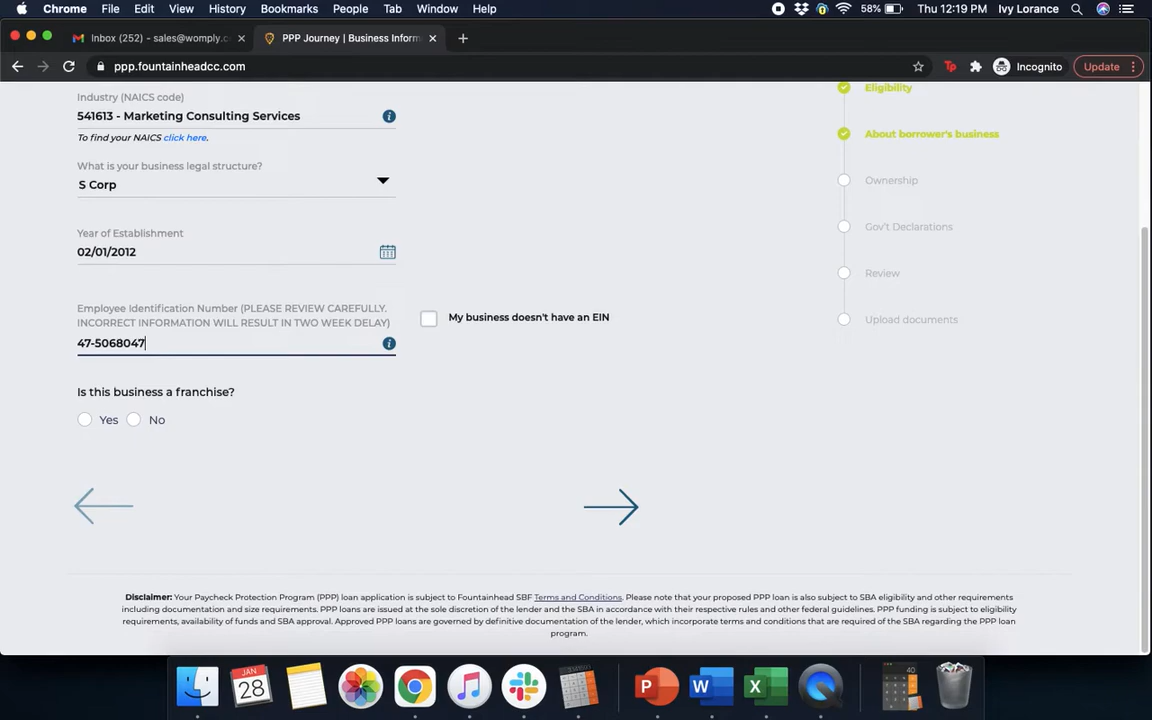 Chrome File Edit View History Bookmarks People Tab Window Help 58% Thu 12:19 PM Ivy Lorance
Inbox (252) - sales@womply.c
PPP Journey | Business Inform
ppp.fountainheadcc.com
Incognito
Update
Industry (NAICS code)
541613 - Marketing Consulting Services
To find your NAICS click here.
What is your business legal structure?
S Corp
Year of Establishment
02/01/2012
Employee Identification Number (PLEASE REVIEW CAREFULLY.
INCORRECT INFORMATION WILL RESULT IN TWO WEEK DELAY)
47-5068047
My business doesn't have an EIN
Is this business a franchise?
Yes No
Eligibility
About borrower's business
Ownership
Gov't Declarations
Review
Upload documents
Disclaimer: Your Paycheck Protection Program (PPP) loan application is subject to Fountainhead SBF Terms and Conditions. Please note that your proposed PPP loan is also subject to SBA eligibility and other requirements
including documentation and size requirements. PPP loans are issued at the sole discretion of the lender and the SBA in accordance with their respective rules and other federal guidelines. PPP funding is subject to eligibility
requirements, availability of funds and SBA approval. Approved PPP loans are governed by definitive documentation of the lender, which incorporate terms and conditions that are required of the SBA regarding the PPP loan
program.
JAN
28
P
W
X
40